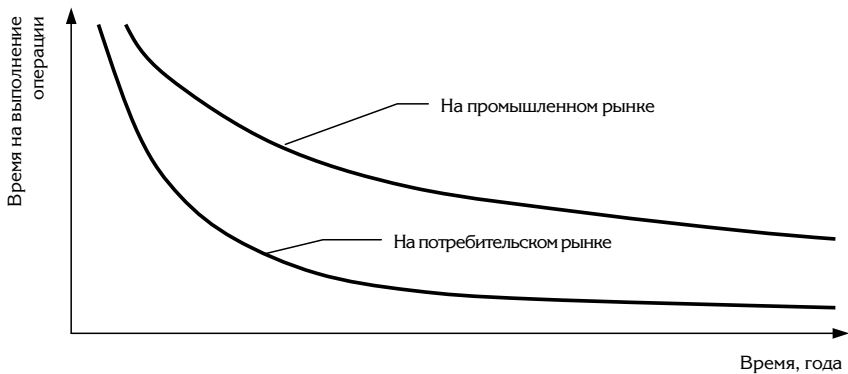 Время на выполнение
операции
На промышленном рынке
На потребительском рынке
Время, года